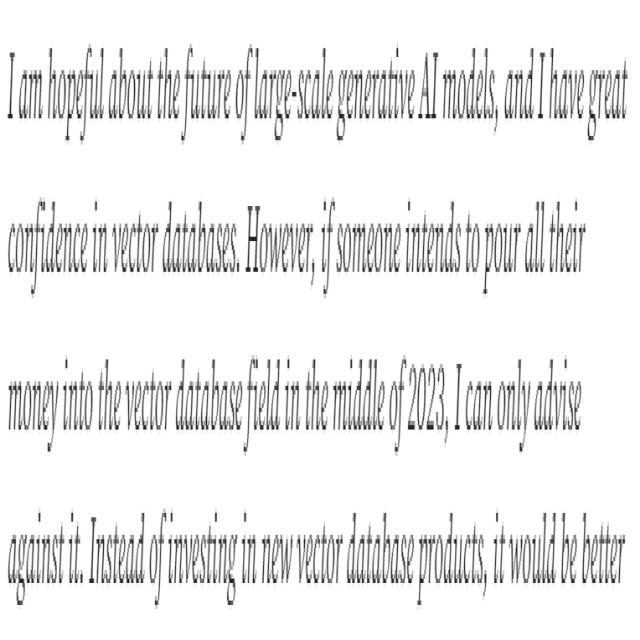 I am hopeful about the future of large-scale generative AI models, and I have great
confidence in vector databases. However, if someone intends to pour all their
money into the vector database field in the middle of 2023, I can only advise
against it. Instead of investing in new vector database products, it would be better